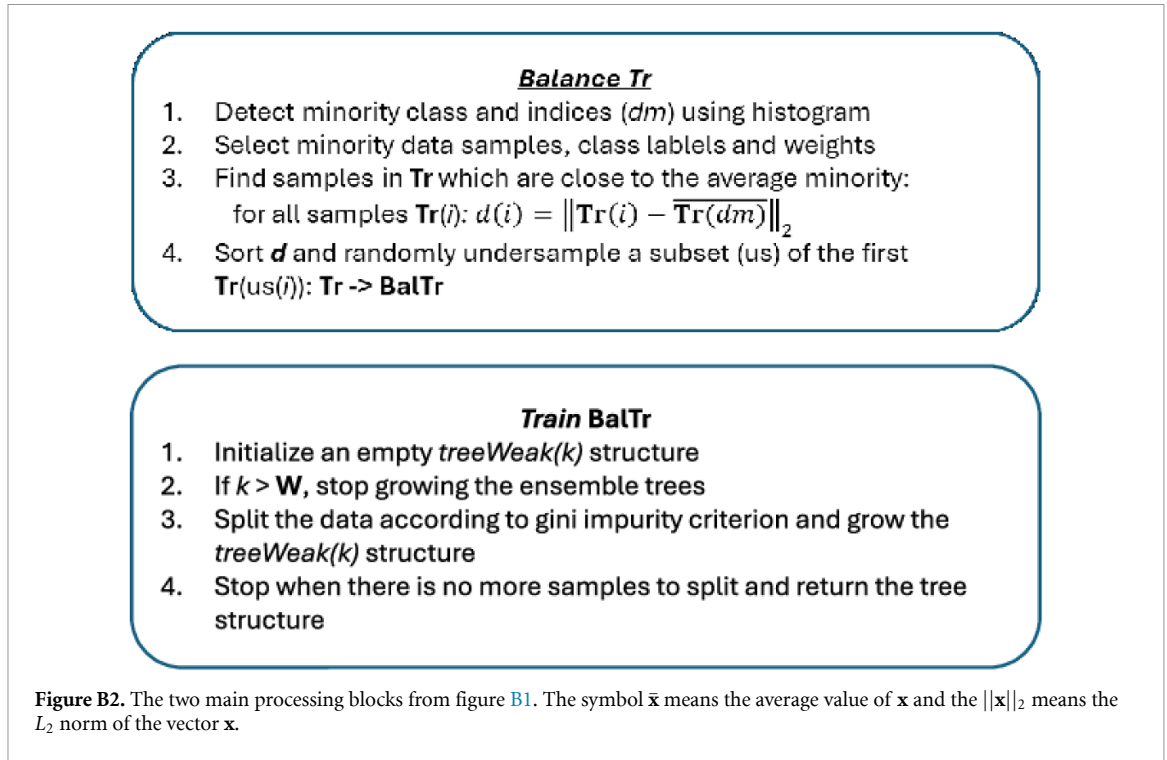 Balance Tr
1. Detect minority class and indices (dm) using histogram
2. Select minority data samples, class lablels and weights
3. Find samples in Tr which are close to the average minority:
for all samples Tr(i): d(i) = ‖Tr(i) − \overline{Tr(dm)}‖₂
4. Sort d and randomly undersample a subset (us) of the first
Tr(us(i)): Tr -> BalTr
Train BalTr
1. Initialize an empty treeWeak(k) structure
2. If k > W, stop growing the ensemble trees
3. Split the data according to gini impurity criterion and grow the
treeWeak(k) structure
4. Stop when there is no more samples to split and return the tree
structure
Figure B2. The two main processing blocks from figure B1. The symbol x̄ means the average value of x and the ||x||₂ means the
L₂ norm of the vector x.